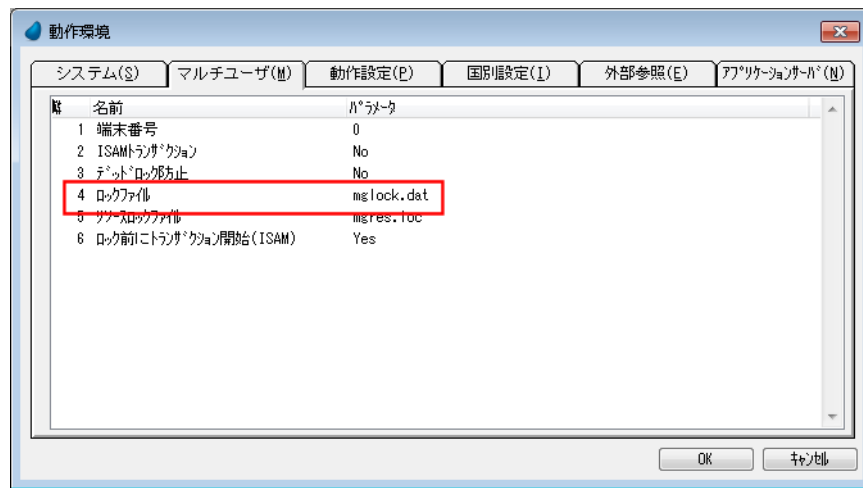 動作環境
システム(S) マルチユーザ(M) 動作設定(P) 国別設定(I) 外部参照(E) ｱﾌﾟﾘｹｰｼｮﾝｻｰﾊﾞ(N)
名前 ﾊﾟﾗﾒｰﾀ
1 端末番号 0
2 ISAMﾄﾗﾝｻﾞｸｼｮﾝ No
3 ﾃﾞｯﾄﾞﾛｯｸ防止 No
4 ﾛｯｸﾌｧｲﾙ mglock.dat
5 ﾘｿｰｽﾛｯｸﾌｧｲﾙ mgres.loc
6 ﾛｯｸ前にﾄﾗﾝｻﾞｸｼｮﾝ開始(ISAM) Yes
OK ｷｬﾝｾﾙ